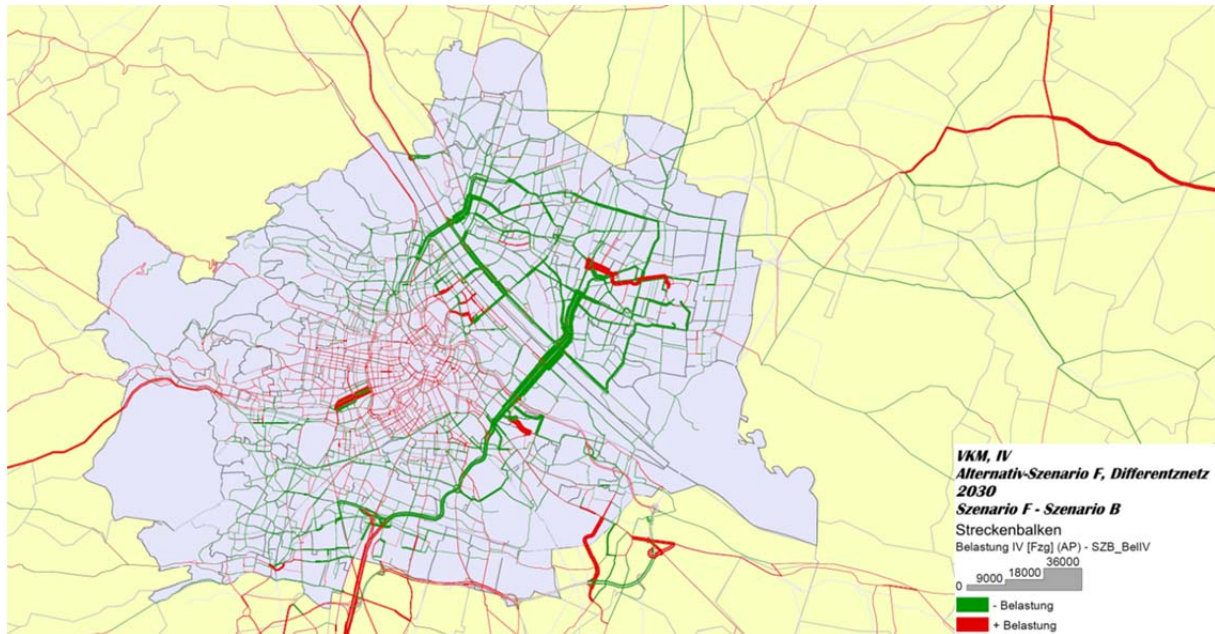 VKM, IV
Alternativ-Szenario F, Differentznetz
2030
Szenario F - Szenario B
Streckenbalken
Belastung IV [Fzg] (AP) - SZB_BelIV
0 9000 18000 36000
- Belastung
+ Belastung